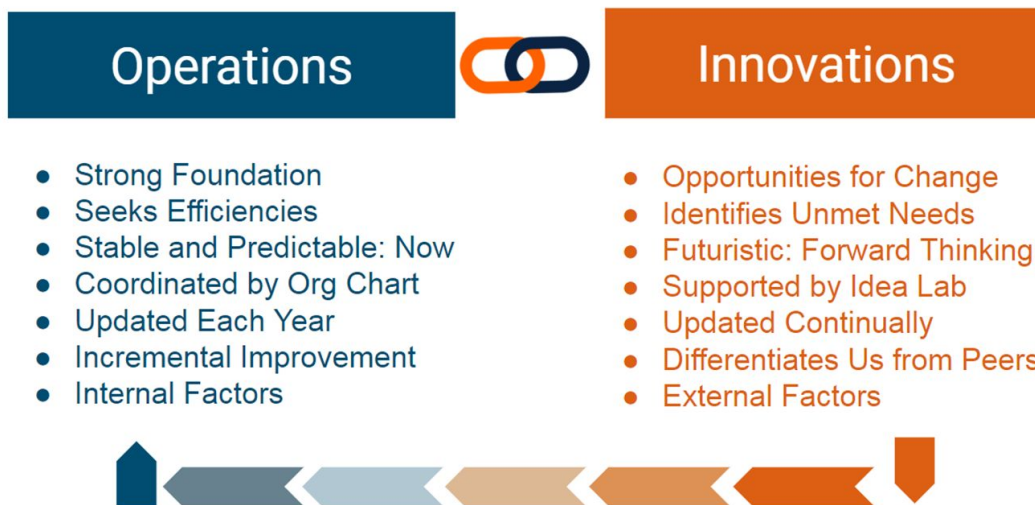 Operations
Innovations
● Strong Foundation
● Seeks Efficiencies
● Stable and Predictable: Now
● Coordinated by Org Chart
● Updated Each Year
● Incremental Improvement
● Internal Factors
● Opportunities for Change
● Identifies Unmet Needs
● Futuristic: Forward Thinking
● Supported by Idea Lab
● Updated Continually
● Differentiates Us from Peers
● External Factors